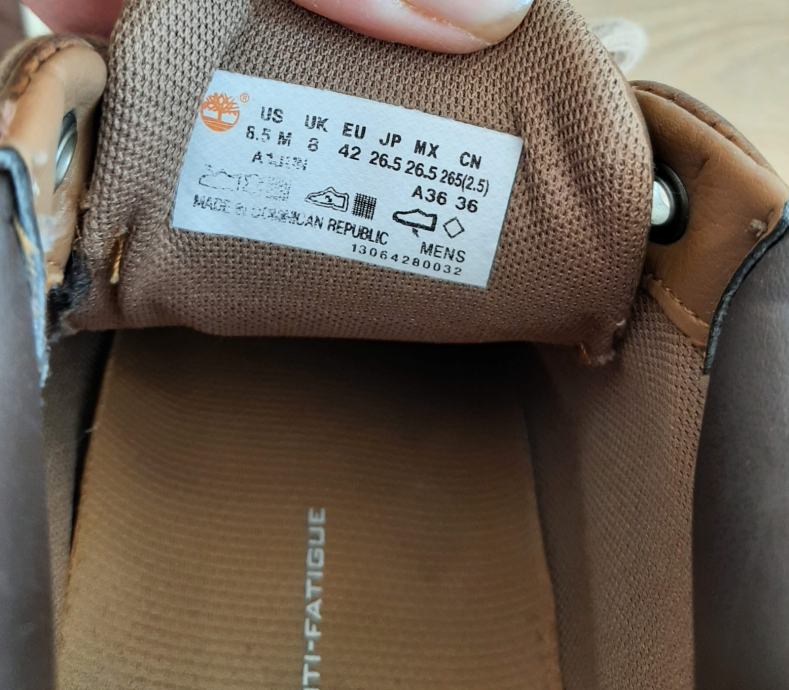 ®
US UK EU JP MX CN
8.5 M 8 42 26.5 26.5 265(2.5)
A36 36
MADE IN DOMINICAN REPUBLIC
MENS
13064280032
TI-FATIGUE